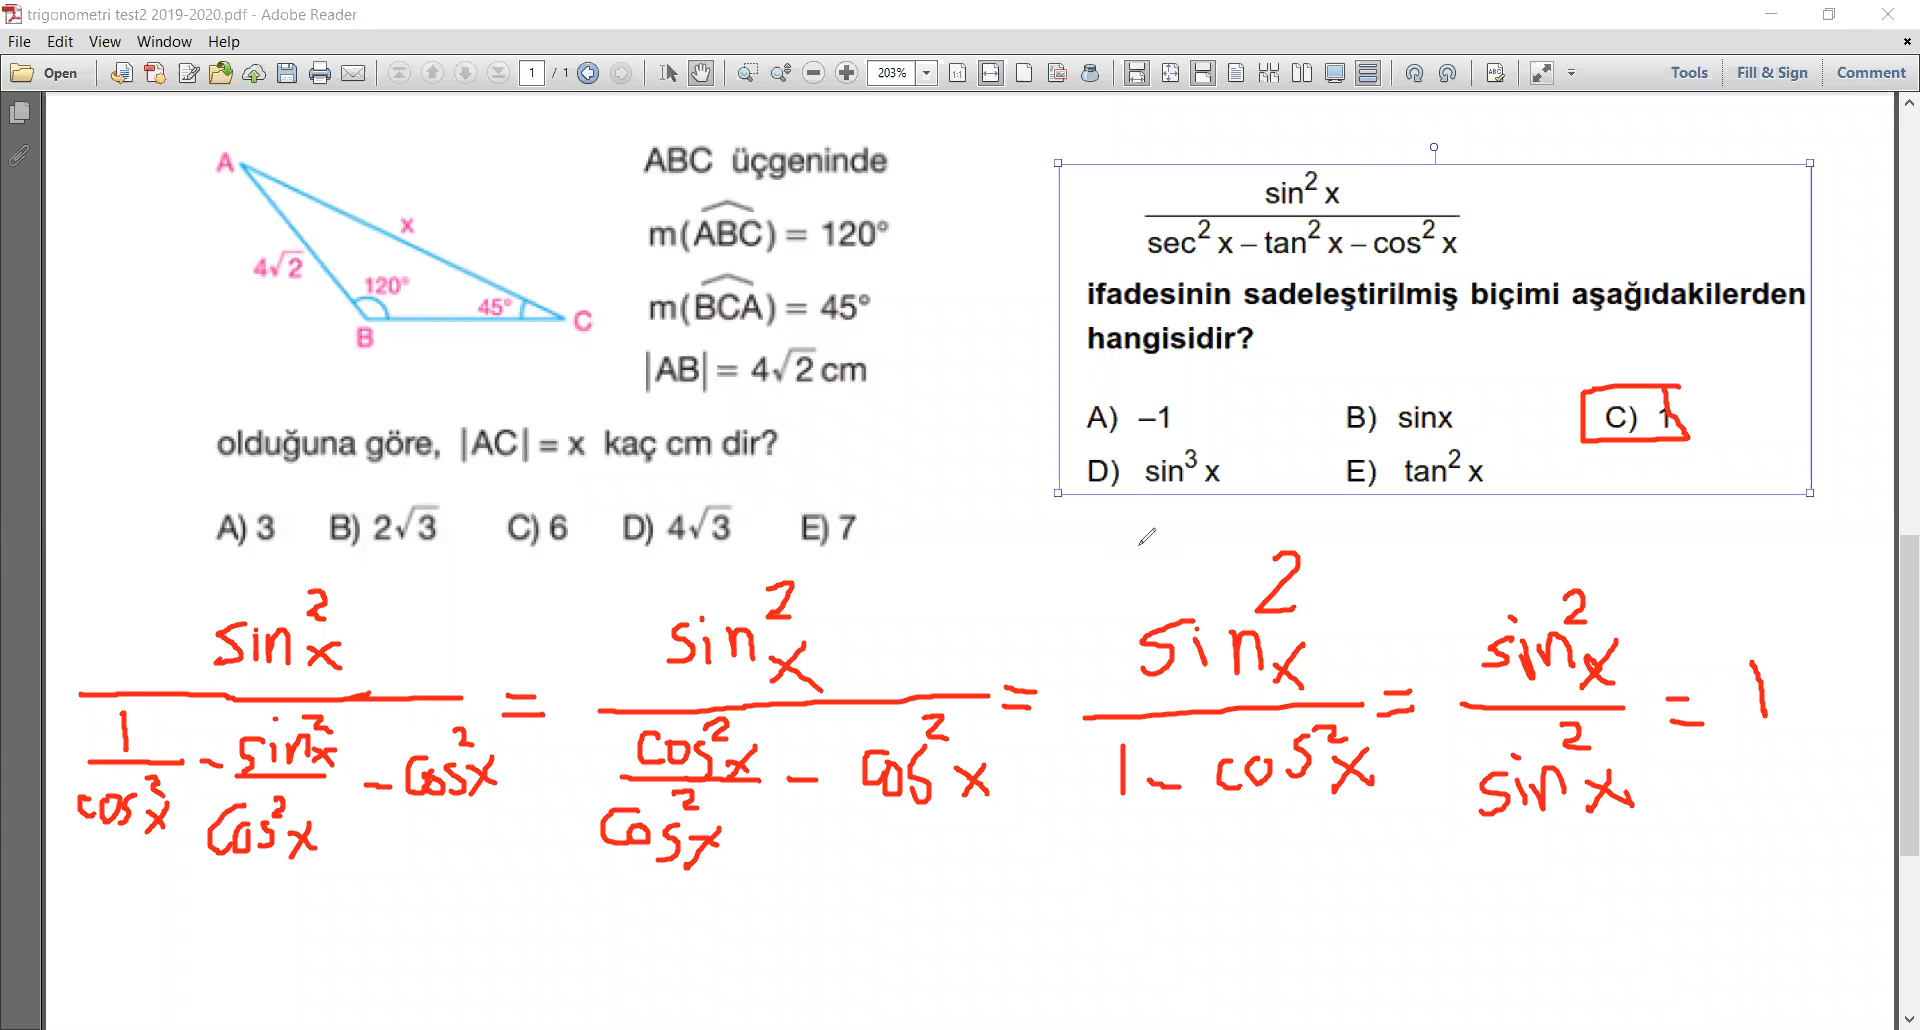 trigonometri test2 2019-2020.pdf - Adobe Reader
File Edit View Window Help
Open 1 / 1 203% Tools Fill & Sign Comment
A
x
4√2
120°
45°
B
C
ABC üçgeninde
m(ABC) = 120°
m(BCA) = 45°
|AB| = 4√2 cm
olduğuna göre, |AC| = x kaç cm dir?
A) 3 B) 2√3 C) 6 D) 4√3 E) 7
sin² x
sec² x – tan² x – cos² x
ifadesinin sadeleştirilmiş biçimi aşağıdakilerden
hangisidir?
A) –1 B) sinx C) 1
D) sin³ x E) tan² x
sin²x / (1/cos²x - sin²x/cos²x - cos²x) = sin²x / (cos²x/cos²x - cos²x) = sin²x / (1 - cos²x) = sin²x / sin²x = 1